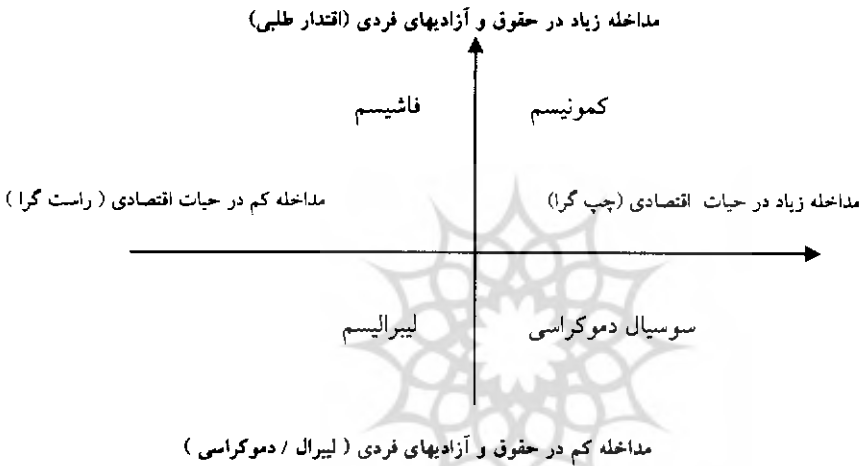 مداخله زیاد در حقوق و آزادیهای فردی (اقتدار طلبی)
کمونیسم
فاشیسم
مداخله زیاد در حیات اقتصادی (چپ گرا)
مداخله کم در حیات اقتصادی ( راست گرا )
سوسیال دموکراسی
لیبرالیسم
مداخله کم در حقوق و آزادیهای فردی ( لیبرال / دموکراسی )